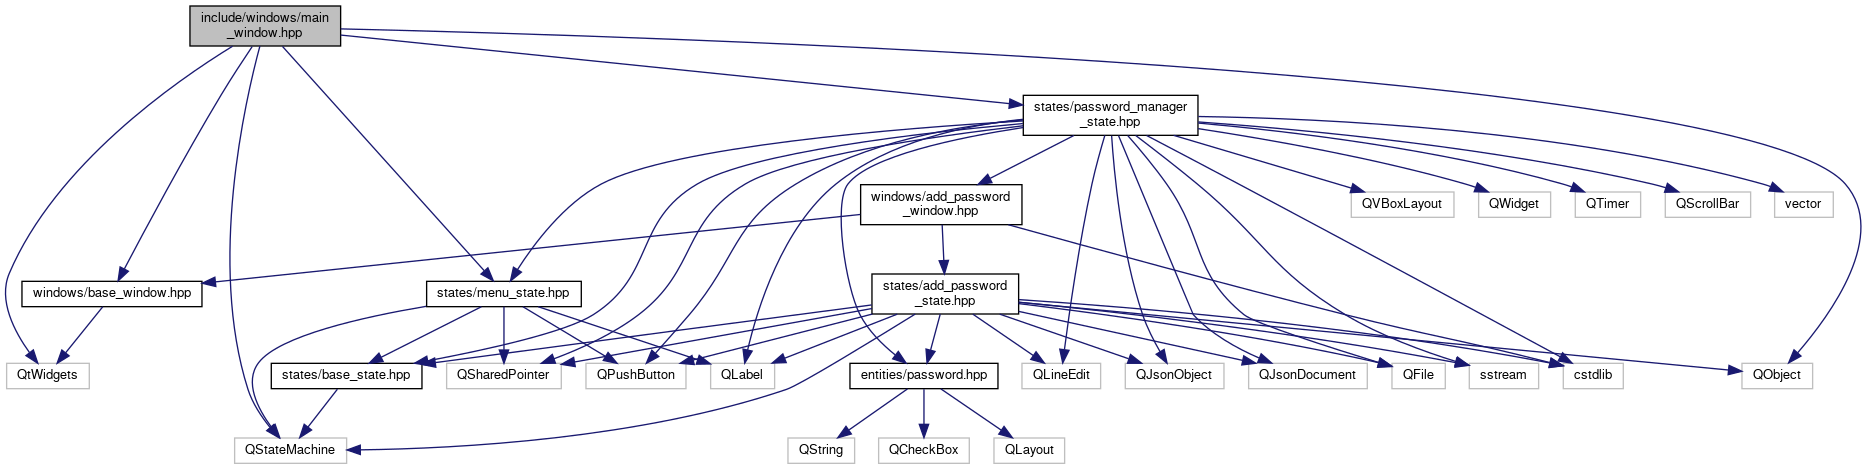 include/windows/main
_window.hpp
states/password_manager
_state.hpp
windows/add_password
_window.hpp
QVBoxLayout
QWidget
QTimer
QScrollBar
vector
windows/base_window.hpp
states/menu_state.hpp
states/add_password
_state.hpp
QtWidgets
states/base_state.hpp
QSharedPointer
QPushButton
QLabel
entities/password.hpp
QLineEdit
QJsonObject
QJsonDocument
QFile
sstream
cstdlib
QObject
QStateMachine
QString
QCheckBox
QLayout